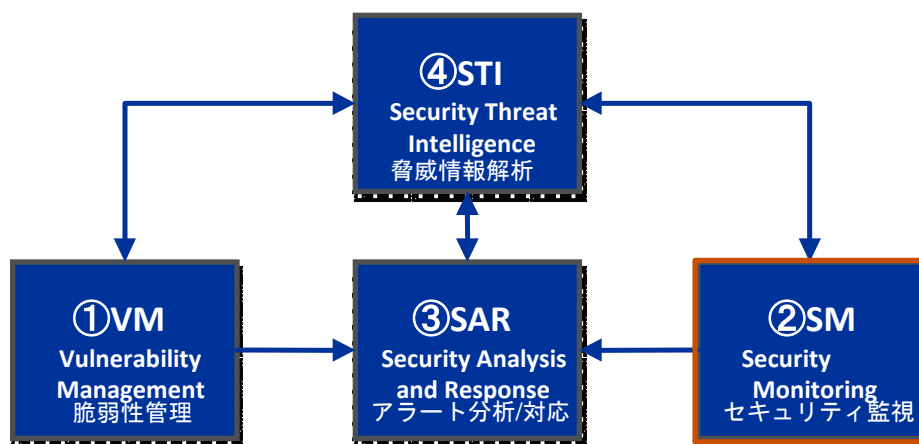 ④STI
Security Threat
Intelligence
脅威情報解析
①VM
Vulnerability
Management
脆弱性管理
③SAR
Security Analysis
and Response
アラート分析/対応
②SM
Security
Monitoring
セキュリティ監視